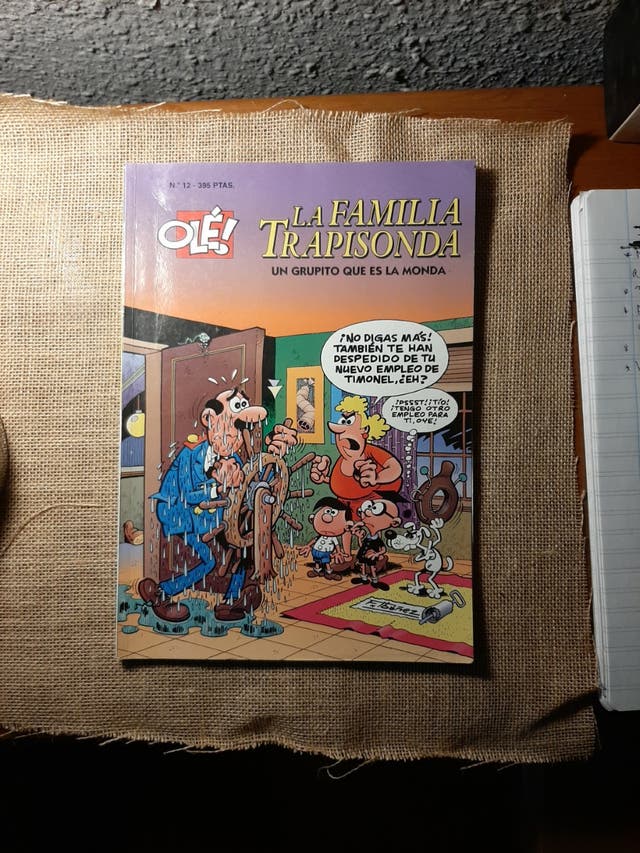 N.º 12 - 395 PTAS.
OLÉ!
LA FAMILIA
TRAPISONDA
UN GRUPITO QUE ES LA MONDA
¡NO DIGAS MÁS!
TAMBIÉN TE HAN
DESPEDIDO DE TU
NUEVO EMPLEO DE
TIMONEL, ¿EH?
¡PSSST! ¡TÍO!
¡TENGO OTRO
EMPLEO PARA
TI, OYE!
F. Ibáñez